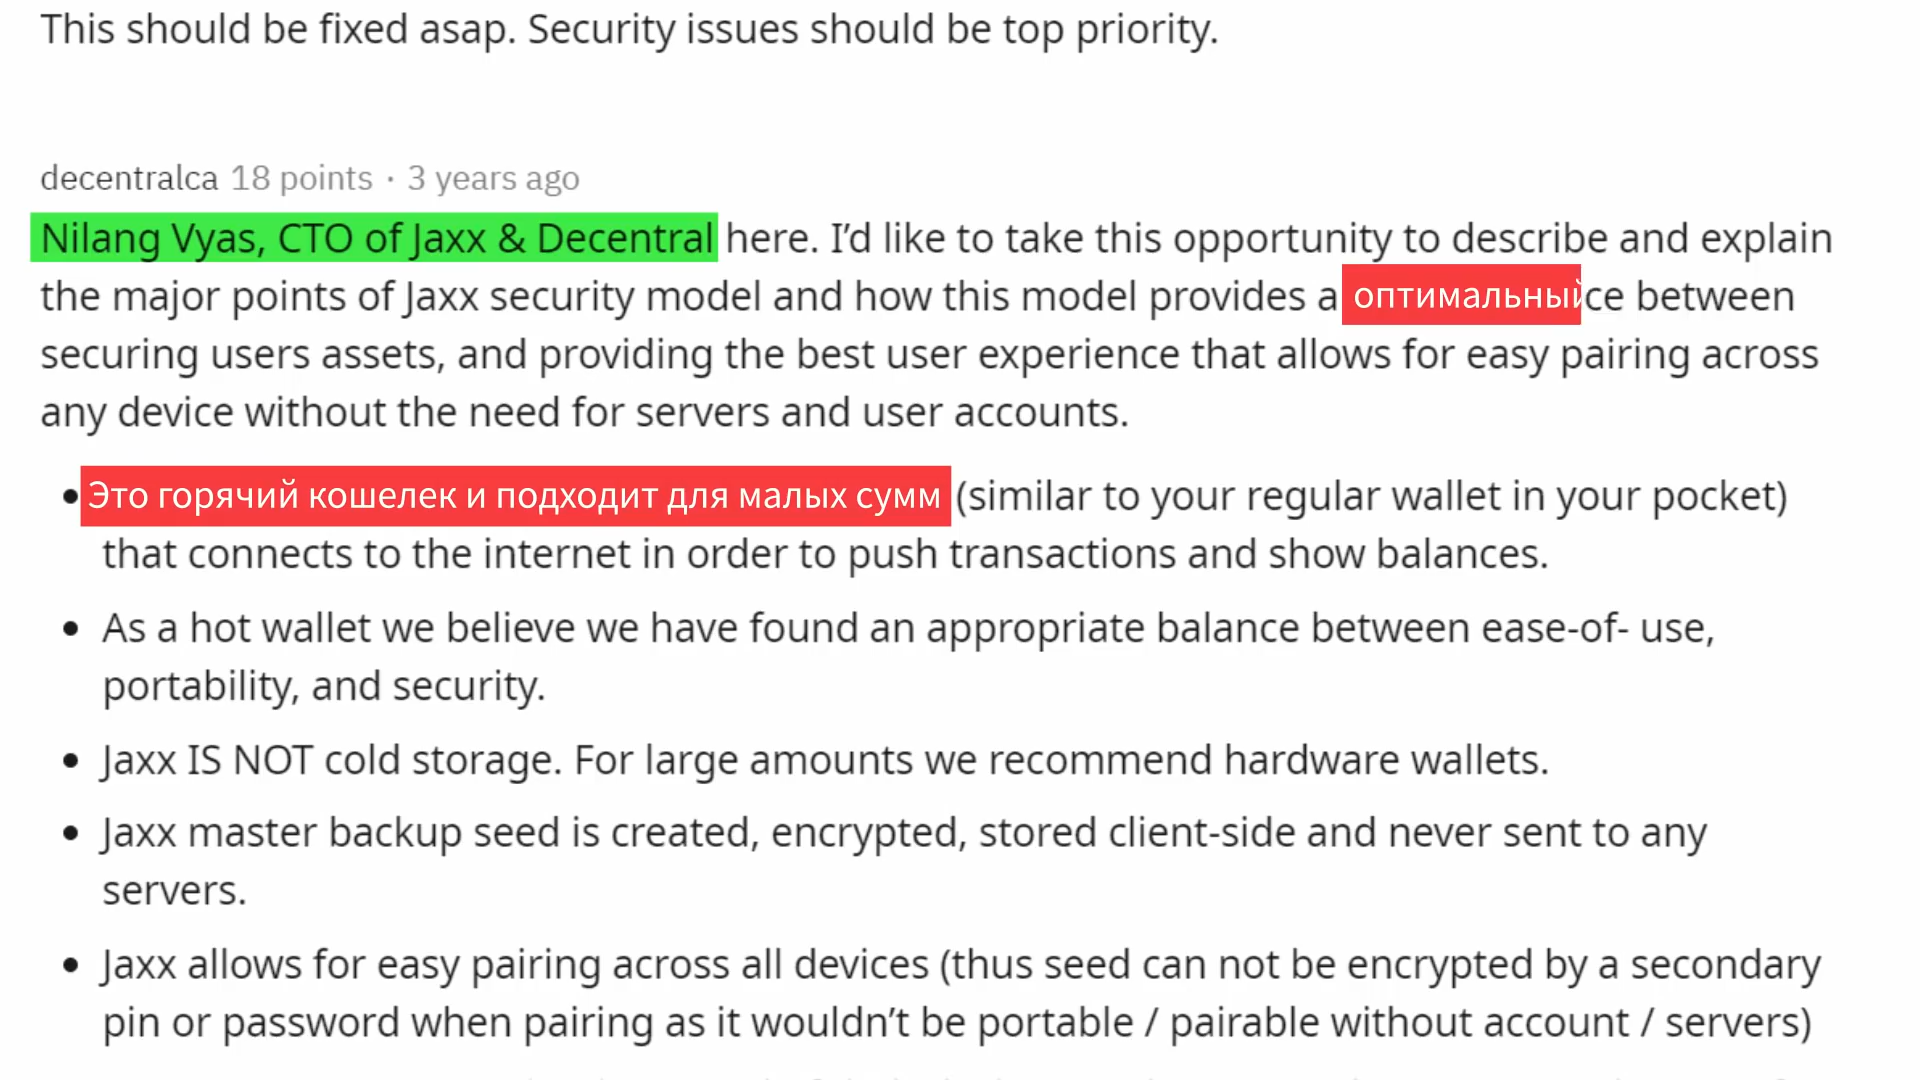 This should be fixed asap. Security issues should be top priority.
decentralca 18 points · 3 years ago
Nilang Vyas, CTO of Jaxx & Decentral here. I'd like to take this opportunity to describe and explain
the major points of Jaxx security model and how this model provides a оптимальный between
securing users assets, and providing the best user experience that allows for easy pairing across
any device without the need for servers and user accounts.
• Это горячий кошелек и подходит для малых сумм (similar to your regular wallet in your pocket)
that connects to the internet in order to push transactions and show balances.
• As a hot wallet we believe we have found an appropriate balance between ease-of- use,
portability, and security.
• Jaxx IS NOT cold storage. For large amounts we recommend hardware wallets.
• Jaxx master backup seed is created, encrypted, stored client-side and never sent to any
servers.
• Jaxx allows for easy pairing across all devices (thus seed can not be encrypted by a secondary
pin or password when pairing as it wouldn't be portable / pairable without account / servers)